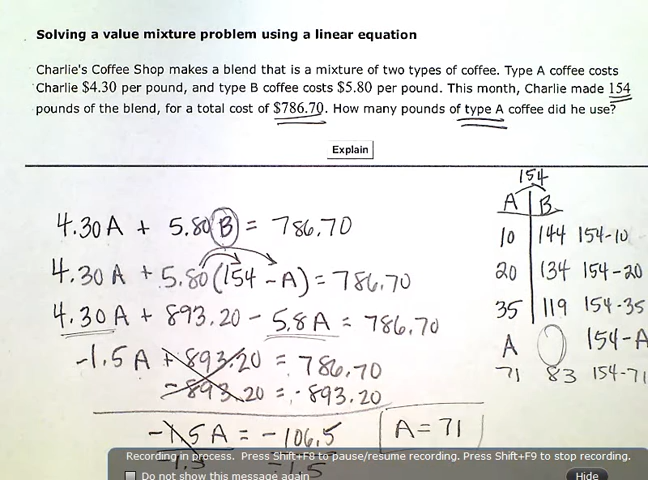 Solving a value mixture problem using a linear equation
Charlie's Coffee Shop makes a blend that is a mixture of two types of coffee. Type A coffee costs
Charlie $4.30 per pound, and type B coffee costs $5.80 per pound. This month, Charlie made 154
pounds of the blend, for a total cost of $786.70. How many pounds of type A coffee did he use?
Explain
4.30A + 5.80B = 786.70
4.30A + 5.80(154-A) = 786.70
4.30A + 893.20 - 5.8A = 786.70
-1.5A + 893.20 = 786.70
-893.20 = -893.20
-1.5A = -106.5
-1.5
A = 71
154
A B
10 144 154-10
20 134 154-20
35 119 154-35
A 154-A
71 83 154-71
Recording in process. Press Shift+F8 to pause/resume recording. Press Shift+F9 to stop recording.
Do not show this message again Hide